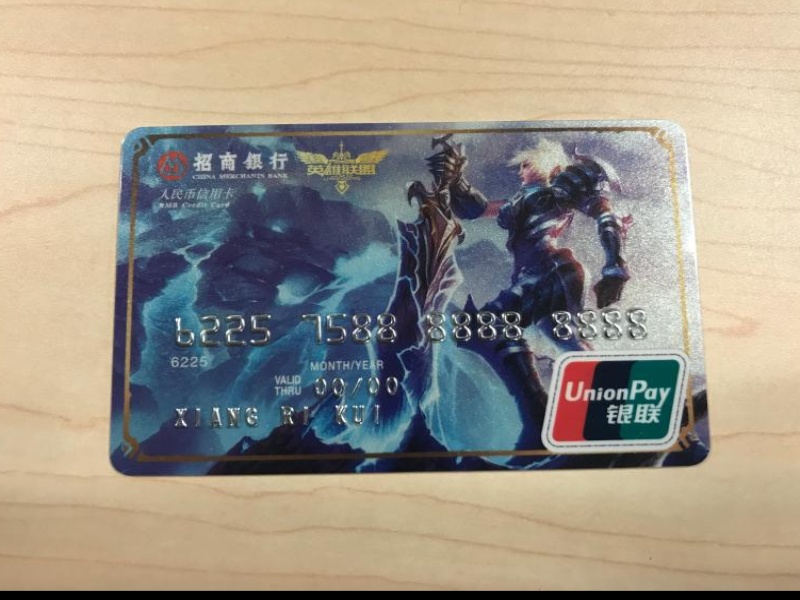 招商银行
CHINA MERCHANTS BANK
英雄联盟
人民币信用卡
RMB Credit Card
6225 7588 8888 8888
6225
MONTH/YEAR
VALID THRU 00/00
XIANG RI KUI
UnionPay
银联